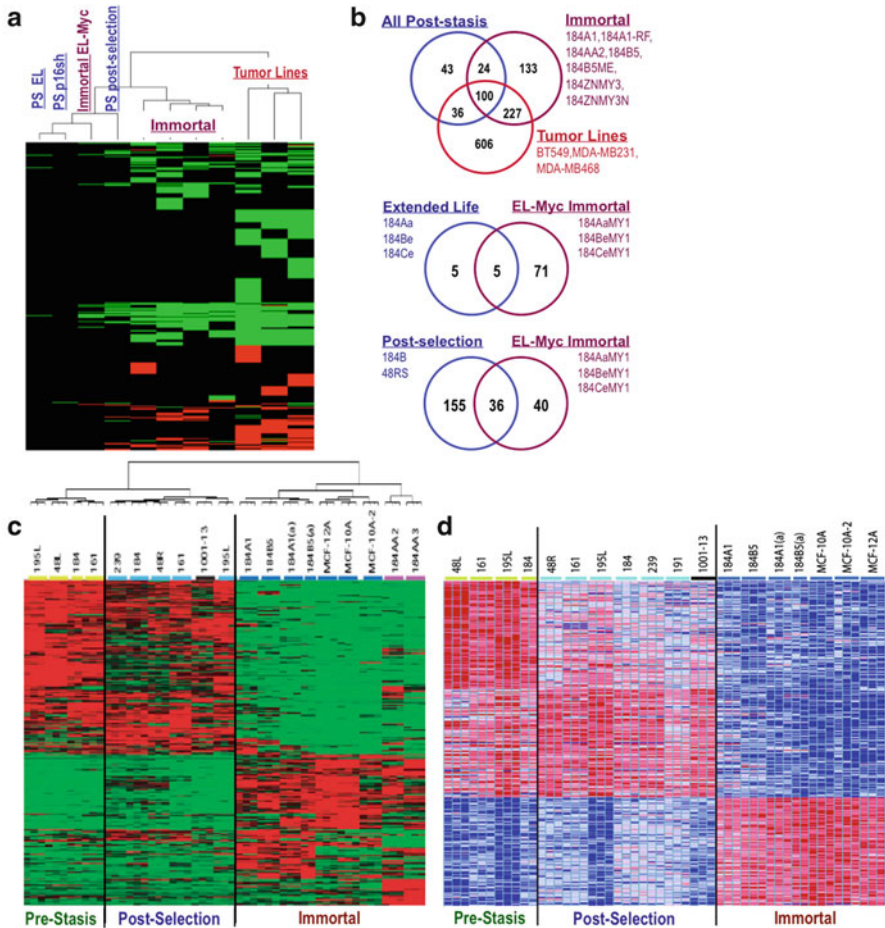 a
PS EL
PS p16sh
Immortal EL-Myc
PS post-selection
Immortal
Tumor Lines
b
All Post-stasis
Immortal
184A1,184A1-RF,
184AA2,184B5,
184B5ME,
184ZNMY3,
184ZNMY3N
43
24
133
100
36
227
606
Tumor Lines
BT549,MDA-MB231,
MDA-MB468
Extended Life
184Aa
184Be
184Ce
EL-Myc Immortal
184AaMY1
184BeMY1
184CeMY1
5
5
71
Post-selection
184B
48RS
EL-Myc Immortal
184AaMY1
184BeMY1
184CeMY1
155
36
40
c
195L
48L
184
161
239
184
48R
161
1001-13
195L
184A1
184B5
184A1(a)
184B5(a)
MCF-12A
MCF-10A
MCF-10A-2
184AA2
184AA3
Pre-Stasis
Post-Selection
Immortal
d
48L
161
195L
184
48R
161
195L
184
239
191
1001-13
184A1
184B5
184A1(a)
184B5(a)
MCF-10A
MCF-10A-2
MCF-12A
Pre-Stasis
Post-Selection
Immortal